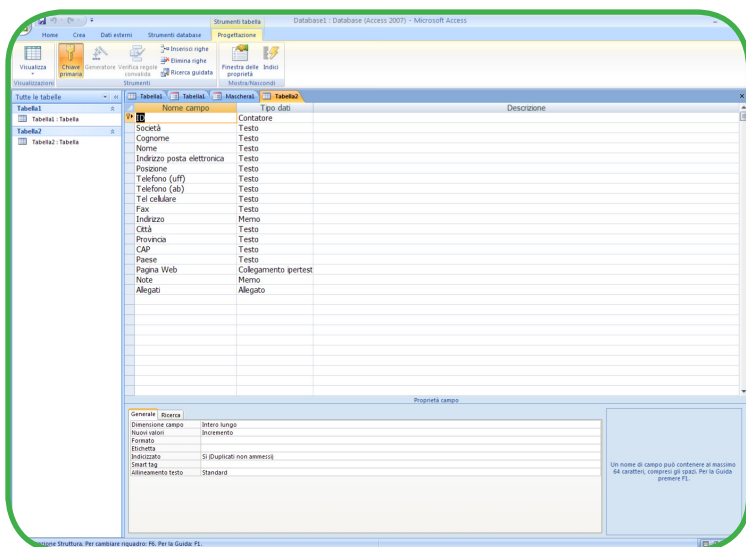 Strumenti tabella Database1 : Database (Access 2007) - Microsoft Access
Home Crea Dati esterni Strumenti database Progettazione
Visualizza
Chiave primaria
Generatore
Verifica regole convalida
Inserisci righe
Elimina righe
Ricerca guidata
Finestra delle proprietà
Indici
Visualizzazioni Strumenti Mostra/Nascondi
Tutte le tabelle
Tabella1
Tabella1 : Tabella
Tabella2
Tabella2 : Tabella
Tabella1 Tabella1 Maschera1 Tabella2
Nome campo Tipo dati Descrizione
ID Contatore
Società Testo
Cognome Testo
Nome Testo
Indirizzo posta elettronica Testo
Posizione Testo
Telefono (uff) Testo
Telefono (ab) Testo
Tel cellulare Testo
Fax Testo
Indirizzo Memo
Città Testo
Provincia Testo
CAP Testo
Paese Testo
Pagina Web Collegamento ipertest
Note Memo
Allegati Allegato
Proprietà campo
Generale Ricerca
Dimensione campo Intero lungo
Nuovi valori Incremento
Formato
Etichetta
Indicizzato Sì (Duplicati non ammessi)
Smart tag
Allineamento testo Standard
Un nome di campo può contenere al massimo
64 caratteri, compresi gli spazi. Per la Guida
premere F1.
Struttura. Per cambiare riquadro: F6. Per la Guida: F1.